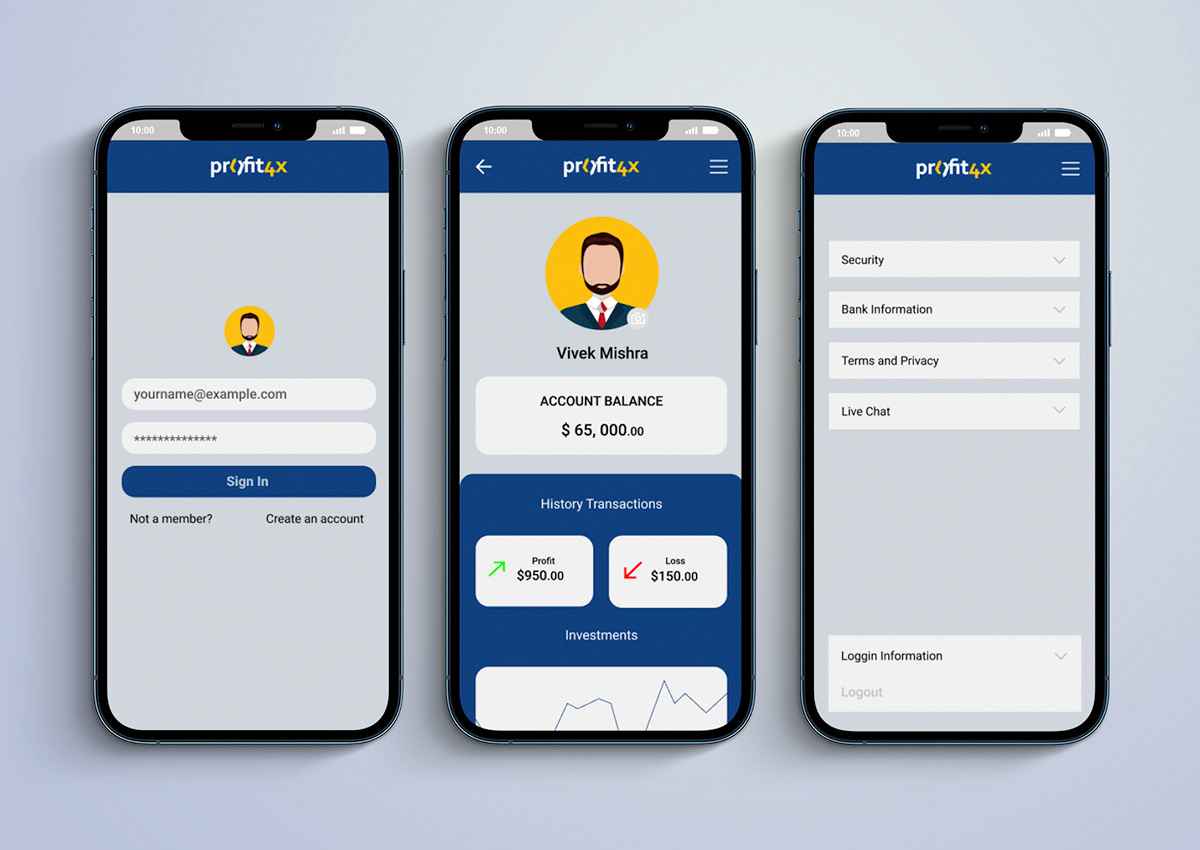 10:00
profit4x
yourname@example.com
**************
Sign In
Not a member? Create an account
10:00
profit4x
Vivek Mishra
ACCOUNT BALANCE
$ 65, 000.00
History Transactions
Profit
$950.00
Loss
$150.00
Investments
10:00
profit4x
Security
Bank Information
Terms and Privacy
Live Chat
Loggin Information
Logout